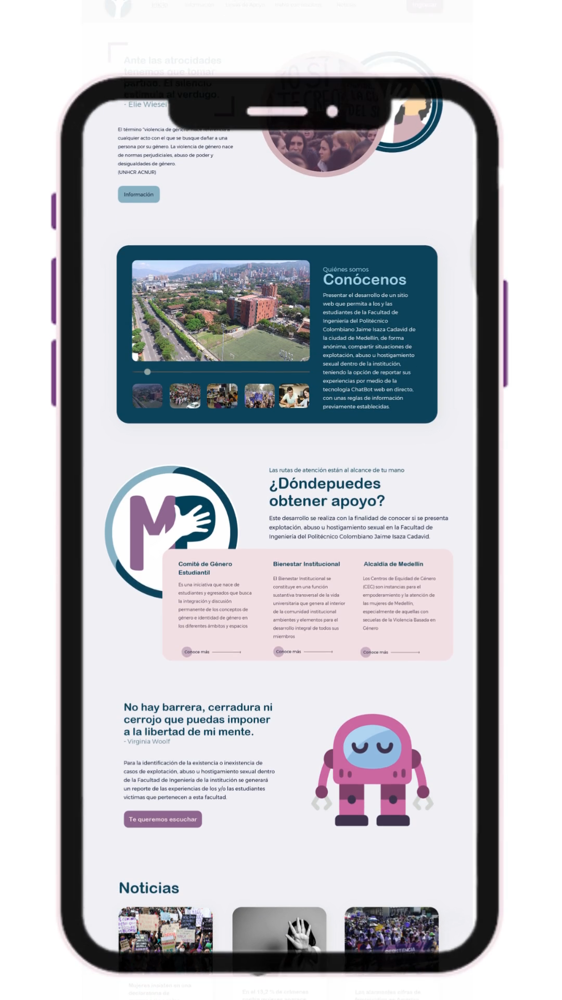 Inicio Información Líneas de Apoyo Habla con nosotros Noticias Ingresar
Ante las atrocidades
tenemos que tomar
partido. El silencio
estimula al verdugo.
- Elie Wiesel
YO SÍ
TE CREO
El término "violencia de género" hace referencia a
cualquier acto con el que se busque dañar a una
persona por su género. La violencia de género nace
de normas perjudiciales, abuso de poder y
desigualdades de género.
(UNHCR ACNUR)
Información
Quiénes somos
Conócenos
Presentar el desarrollo de un sitio
web que permita a los y las
estudiantes de la Facultad de
Ingeniería del Politécnico
Colombiano Jaime Isaza Cadavid de
la ciudad de Medellín, de forma
anónima, compartir situaciones de
explotación, abuso u hostigamiento
sexual dentro de la institución,
teniendo la opción de reportar sus
experiencias por medio de la
tecnología ChatBot web en directo,
con unas reglas de información
previamente establecidas.
MP
Las rutas de atención están al alcance de tu mano
¿Dóndepuedes
obtener apoyo?
Este desarrollo se realiza con la finalidad de conocer si se presenta
explotación, abuso u hostigamiento sexual en la Facultad de
Ingeniería del Politécnico Colombiano Jaime Isaza Cadavid.
Comité de Género
Estudiantil
Es una iniciativa que nace de
estudiantes y egresados que busca
la integración y discusión
permanente de los conceptos de
género e identidad de género en
los diferentes ámbitos y espacios
Conoce más
Bienestar Institucional
El Bienestar Institucional se
constituye en una función
sustantiva transversal de la vida
universitaria que genera al interior
de la comunidad institucional
ambientes y elementos para el
desarrollo integral de todos sus
miembros
Conoce más
Alcaldía de Medellín
Los Centros de Equidad de Género
(CEG) son instancias para el
empoderamiento y la atención de
las mujeres de Medellín,
especialmente de aquellas con
secuelas de la Violencia Basada en
Género
Conoce más
No hay barrera, cerradura ni
cerrojo que puedas imponer
a la libertad de mi mente.
- Virginia Woolf
Para la identificación de la existencia o inexistencia de
casos de explotación, abuso u hostigamiento sexual dentro
de la Facultad de Ingeniería de la institución se generará
un reporte de las experiencias de los y/o las estudiantes
victimas que pertenecen a esta facultad.
Te queremos escuchar
Noticias
RESISTENCIA
Mujeres insisten en una
declaratoria de
En el 13,2 % de crímenes
contra mujeres aparece
Las alarmantes cifras de
feminicidios en América